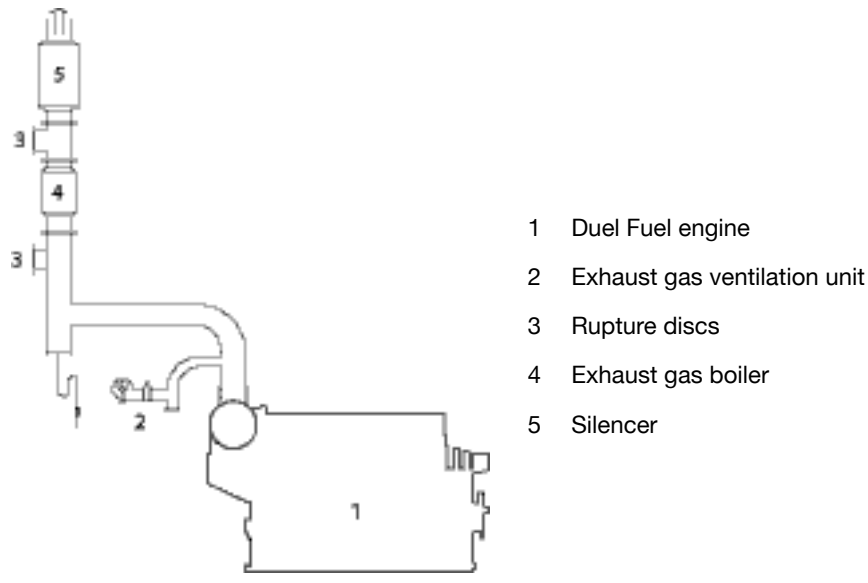 5
3
4
3
2
1
1 Duel Fuel engine
2 Exhaust gas ventilation unit
3 Rupture discs
4 Exhaust gas boiler
5 Silencer